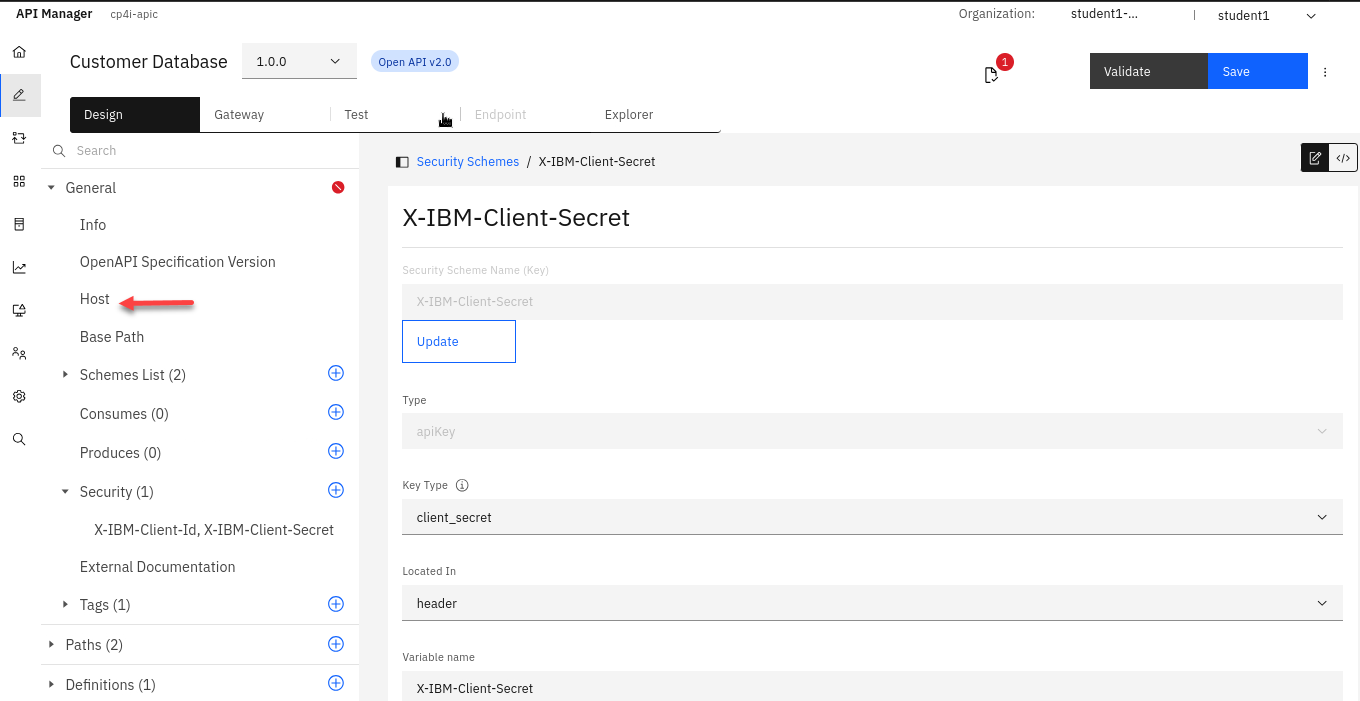 API Manager cp4i-apic Organization: student1-... | student1
Customer Database 1.0.0 Open API v2.0 1 Validate Save
Design Gateway Test Endpoint Explorer
Search
General
Info
OpenAPI Specification Version
Host
Base Path
Schemes List (2)
Consumes (0)
Produces (0)
Security (1)
X-IBM-Client-Id, X-IBM-Client-Secret
External Documentation
Tags (1)
Paths (2)
Definitions (1)
Security Schemes / X-IBM-Client-Secret </>
X-IBM-Client-Secret
Security Scheme Name (Key)
X-IBM-Client-Secret
Update
Type
apiKey
Key Type
client_secret
Located In
header
Variable name
X-IBM-Client-Secret